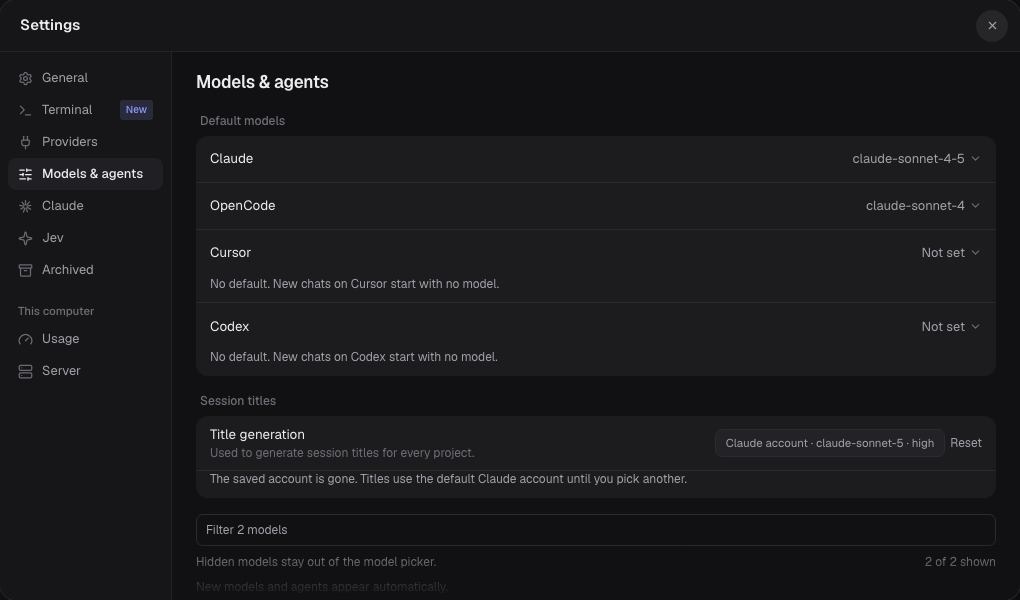 Settings
General
Terminal New
Providers
Models & agents
Claude
Jev
Archived
This computer
Usage
Server
Models & agents
Default models
Claude claude-sonnet-4-5
OpenCode claude-sonnet-4
Cursor Not set
No default. New chats on Cursor start with no model.
Codex Not set
No default. New chats on Codex start with no model.
Session titles
Title generation
Used to generate session titles for every project.
Claude account · claude-sonnet-5 · high Reset
The saved account is gone. Titles use the default Claude account until you pick another.
Filter 2 models
Hidden models stay out of the model picker. 2 of 2 shown
New models and agents appear automatically.